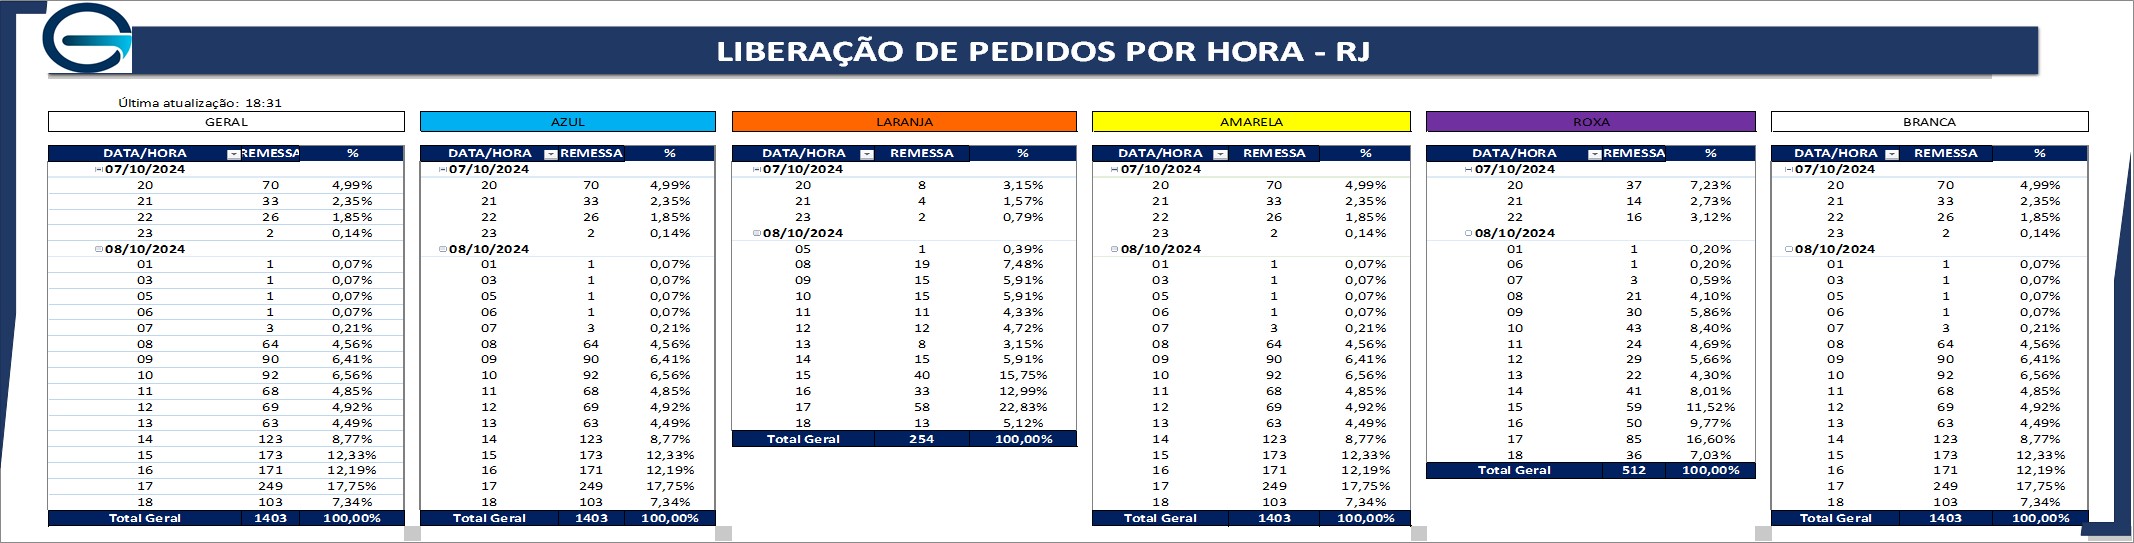 LIBERAÇÃO DE PEDIDOS POR HORA - RJ
Última atualização: 18:31
GERAL
DATA/HORA REMESSA %
07/10/2024
20 70 4,99%
21 33 2,35%
22 26 1,85%
23 2 0,14%
08/10/2024
01 1 0,07%
03 1 0,07%
05 1 0,07%
06 1 0,07%
07 3 0,21%
08 64 4,56%
09 90 6,41%
10 92 6,56%
11 68 4,85%
12 69 4,92%
13 63 4,49%
14 123 8,77%
15 173 12,33%
16 171 12,19%
17 249 17,75%
18 103 7,34%
Total Geral 1403 100,00%
AZUL
DATA/HORA REMESSA %
07/10/2024
20 70 4,99%
21 33 2,35%
22 26 1,85%
23 2 0,14%
08/10/2024
01 1 0,07%
03 1 0,07%
05 1 0,07%
06 1 0,07%
07 3 0,21%
08 64 4,56%
09 90 6,41%
10 92 6,56%
11 68 4,85%
12 69 4,92%
13 63 4,49%
14 123 8,77%
15 173 12,33%
16 171 12,19%
17 249 17,75%
18 103 7,34%
Total Geral 1403 100,00%
LARANJA
DATA/HORA REMESSA %
07/10/2024
20 8 3,15%
21 4 1,57%
23 2 0,79%
08/10/2024
05 1 0,39%
08 19 7,48%
09 15 5,91%
10 15 5,91%
11 11 4,33%
12 12 4,72%
13 8 3,15%
14 15 5,91%
15 40 15,75%
16 33 12,99%
17 58 22,83%
18 13 5,12%
Total Geral 254 100,00%
AMARELA
DATA/HORA REMESSA %
07/10/2024
20 70 4,99%
21 33 2,35%
22 26 1,85%
23 2 0,14%
08/10/2024
01 1 0,07%
03 1 0,07%
05 1 0,07%
06 1 0,07%
07 3 0,21%
08 64 4,56%
09 90 6,41%
10 92 6,56%
11 68 4,85%
12 69 4,92%
13 63 4,49%
14 123 8,77%
15 173 12,33%
16 171 12,19%
17 249 17,75%
18 103 7,34%
Total Geral 1403 100,00%
ROXA
DATA/HORA REMESSA %
07/10/2024
20 37 7,23%
21 14 2,73%
22 16 3,12%
08/10/2024
01 1 0,20%
06 1 0,20%
07 3 0,59%
08 21 4,10%
09 30 5,86%
10 43 8,40%
11 24 4,69%
12 29 5,66%
13 22 4,30%
14 41 8,01%
15 59 11,52%
16 50 9,77%
17 85 16,60%
18 36 7,03%
Total Geral 512 100,00%
BRANCA
DATA/HORA REMESSA %
07/10/2024
20 70 4,99%
21 33 2,35%
22 26 1,85%
23 2 0,14%
08/10/2024
01 1 0,07%
03 1 0,07%
05 1 0,07%
06 1 0,07%
07 3 0,21%
08 64 4,56%
09 90 6,41%
10 92 6,56%
11 68 4,85%
12 69 4,92%
13 63 4,49%
14 123 8,77%
15 173 12,33%
16 171 12,19%
17 249 17,75%
18 103 7,34%
Total Geral 1403 100,00%